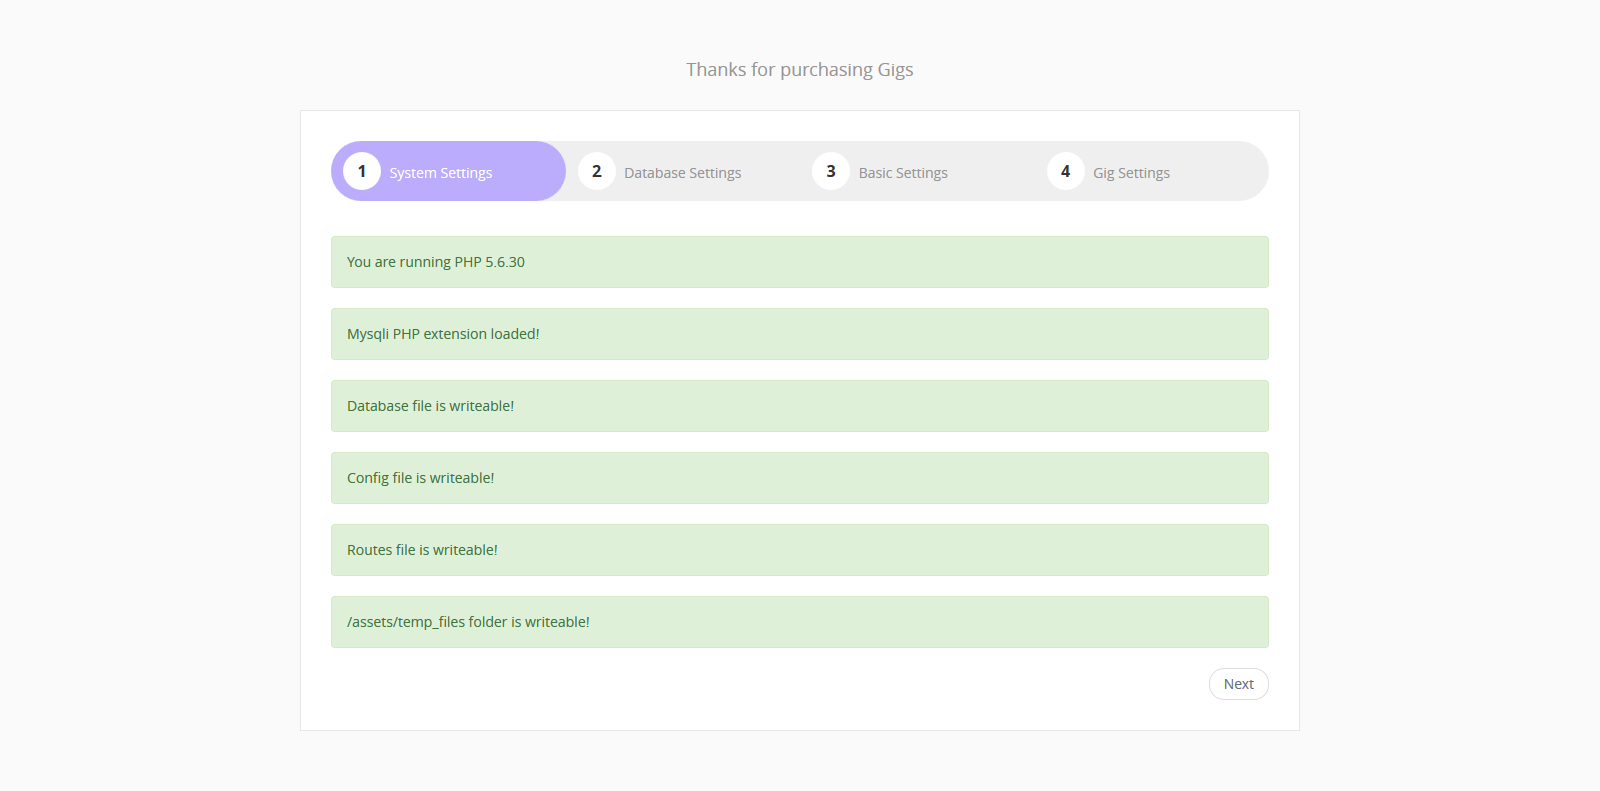 Thanks for purchasing Gigs
1 System Settings 2 Database Settings 3 Basic Settings 4 Gig Settings
You are running PHP 5.6.30
Mysqli PHP extension loaded!
Database file is writeable!
Config file is writeable!
Routes file is writeable!
/assets/temp_files folder is writeable!
Next